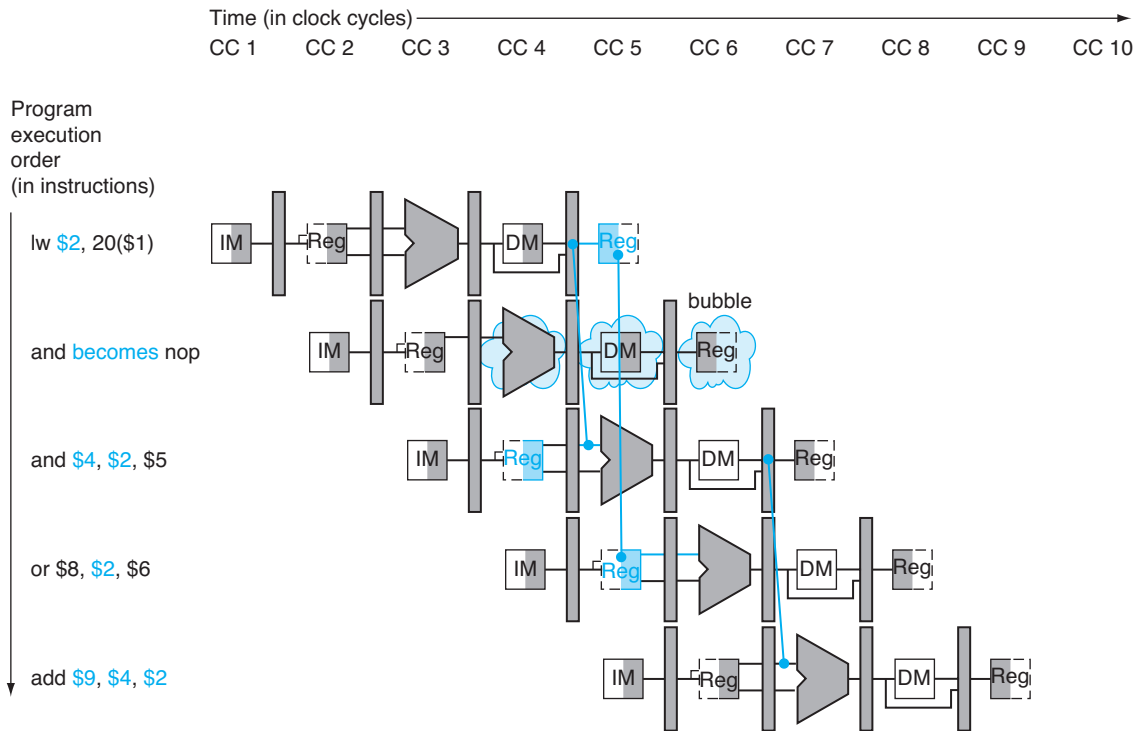 Time (in clock cycles)
CC 1 CC 2 CC 3 CC 4 CC 5 CC 6 CC 7 CC 8 CC 9 CC 10
Program
execution
order
(in instructions)
lw $2, 20($1) IM Reg DM Reg
bubble
and becomes nop IM Reg DM Reg
and $4, $2, $5 IM Reg DM Reg
or $8, $2, $6 IM Reg DM Reg
add $9, $4, $2 IM Reg DM Reg